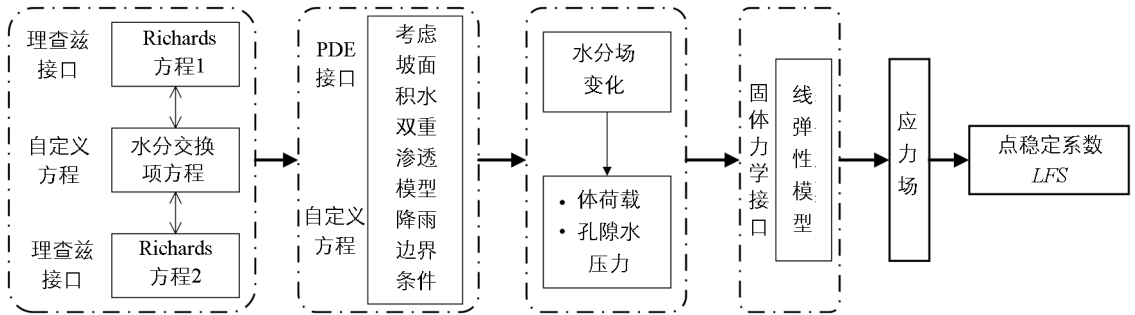 理查兹
接口
Richards
方程1
自定义
方程
水分交换
项方程
理查兹
接口
Richards
方程2
PDE
接口
自定义
方程
考虑
坡面
积水
双重
渗透
模型
降雨
边界
条件
水分场
变化
• 体荷载
• 孔隙水
压力
固体力学接口
线弹性模型
应力场
点稳定系数
LFS